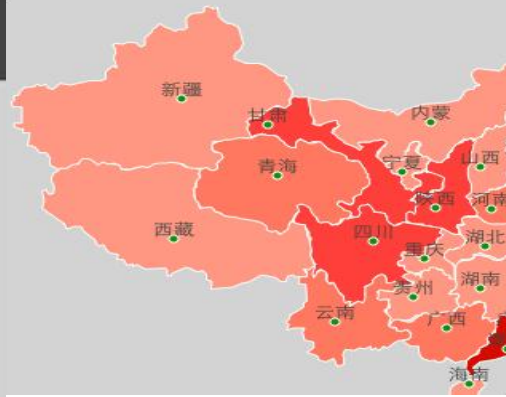 新疆
甘肃
内蒙
宁夏
山西
青海
陕西
河南
西藏
四川
重庆
湖北
贵州
湖南
云南
广西
海南